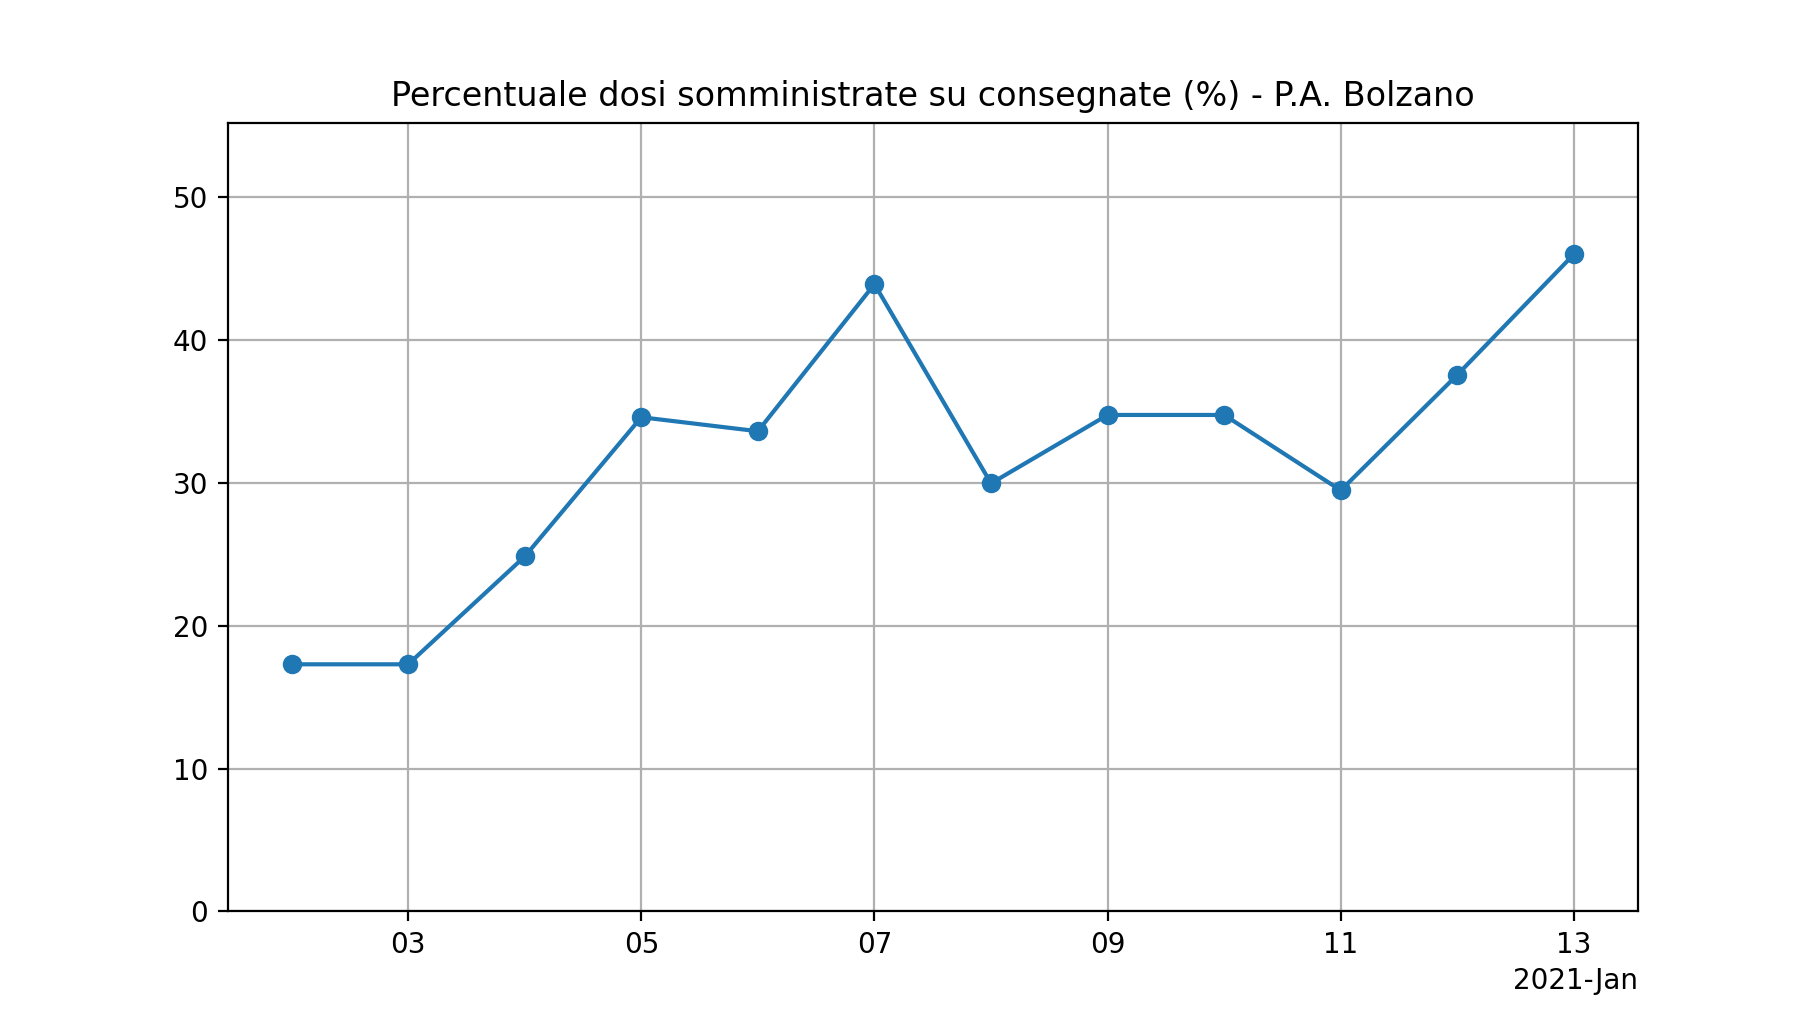 Percentuale dosi somministrate su consegnate (%) - P.A. Bolzano
50
40
30
20
10
0
03 05 07 09 11 13
2021-Jan